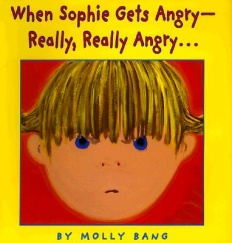 When Sophie Gets Angry—
Really, Really Angry...
BY MOLLY BANG